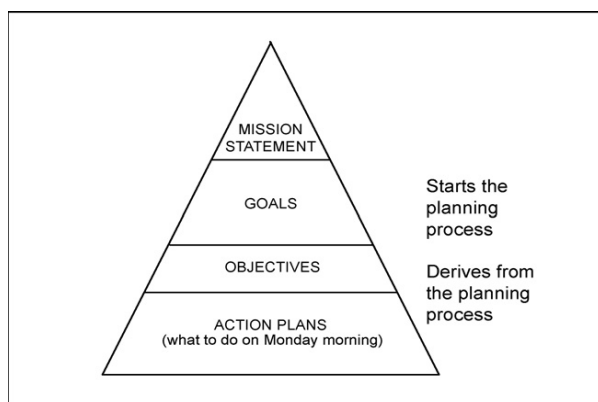 MISSION
STATEMENT
GOALS
Starts the
planning
process
OBJECTIVES
Derives from
the planning
process
ACTION PLANS
(what to do on Monday morning)